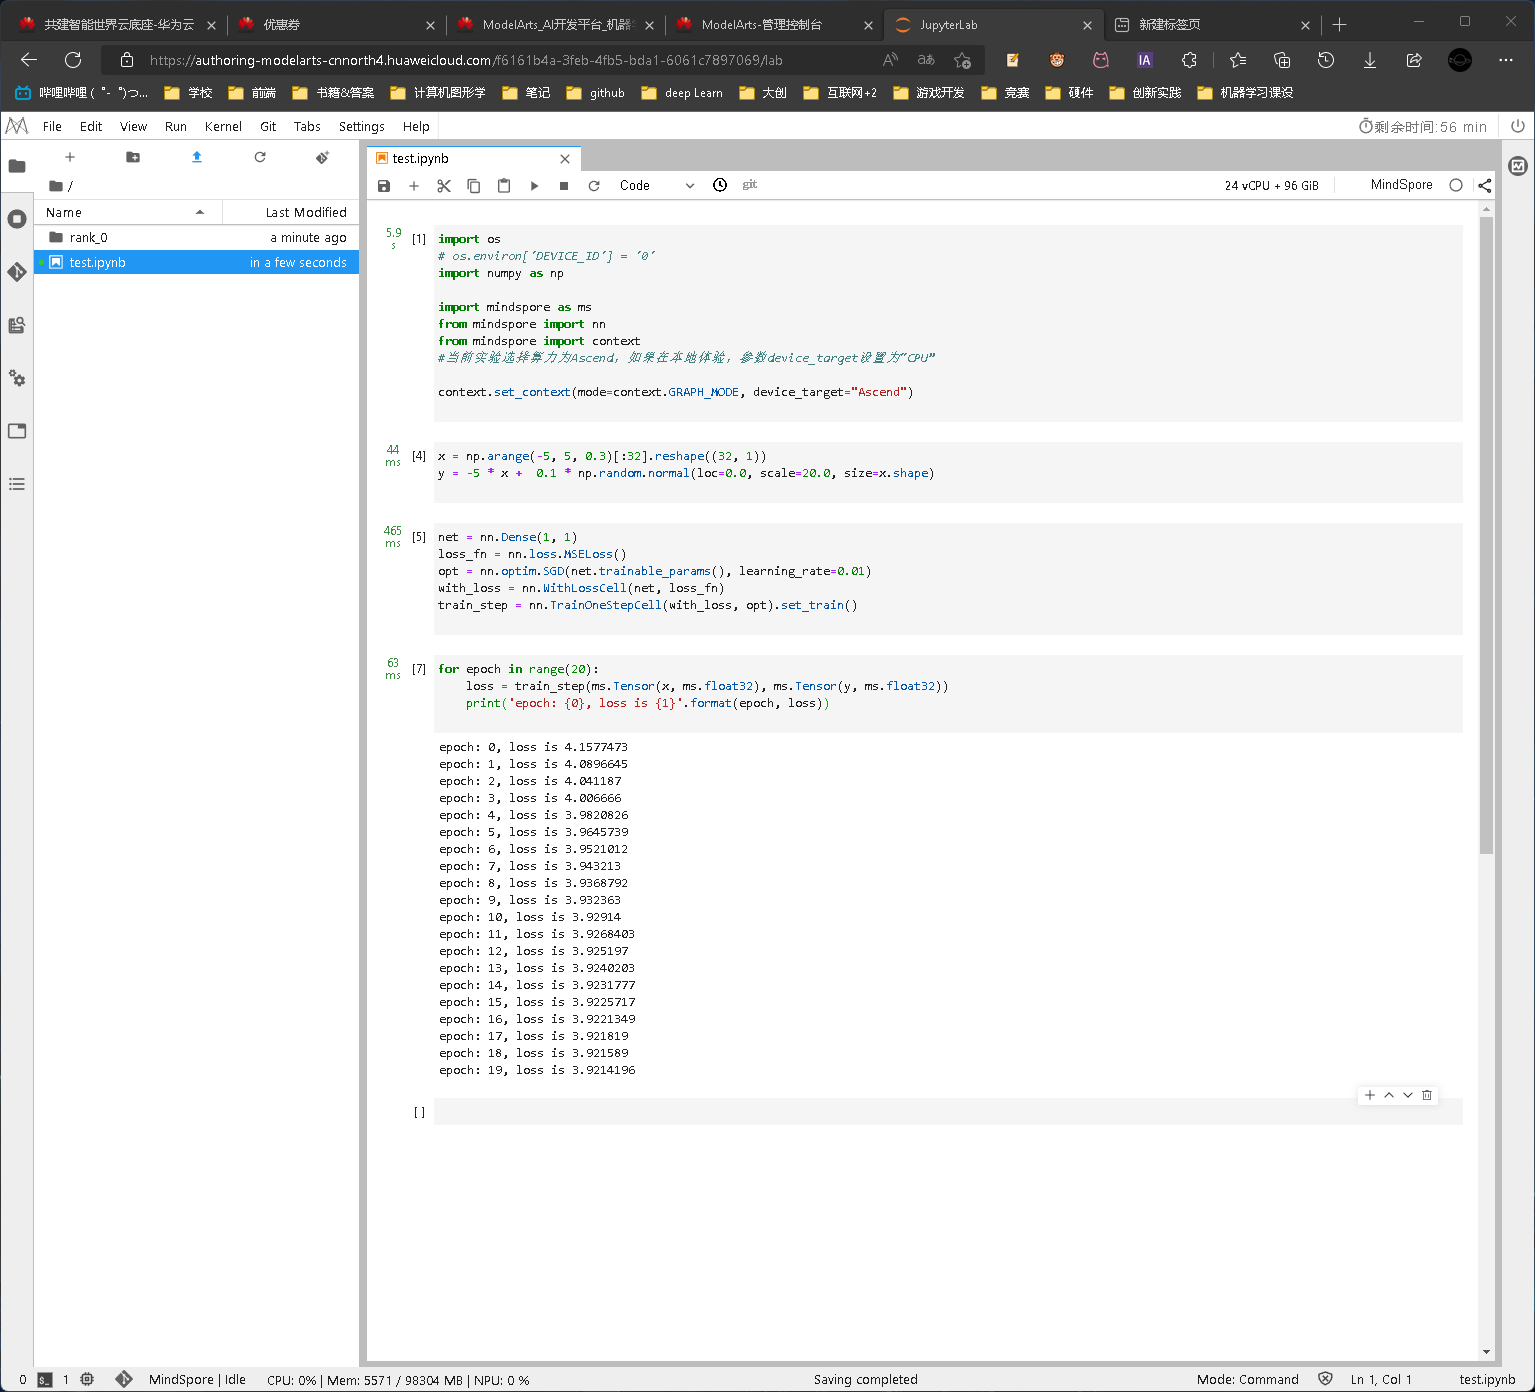 共建智能世界云底座-华为云
优惠券
ModelArts_AI开发平台_机器
ModelArts-管理控制台
JupyterLab
新建标签页
https://authoring-modelarts-cnnorth4.huaweicloud.com/f6161b4a-3feb-4fb5-bda1-6061c7897069/lab
IA
哔哩哔哩 ( ゜- ゜)つ... 学校 前端 书籍&答案 计算机图形学 笔记 github deep Learn 大创 互联网+2 游戏开发 竞赛 硬件 创新实践 机器学习课设
File Edit View Run Kernel Git Tabs Settings Help
剩余时间: 56 min
test.ipynb
/
Code
git
24 vCPU + 96 GiB
MindSpore
Name Last Modified
rank_0 a minute ago
test.ipynb in a few seconds
5.9 s
[1]
import os
# os.environ['DEVICE_ID'] = '0'
import numpy as np
import mindspore as ms
from mindspore import nn
from mindspore import context
#当前实验选择算力为Ascend，如果在本地体验，参数device_target设置为"CPU"
context.set_context(mode=context.GRAPH_MODE, device_target="Ascend")
44 ms
[4]
x = np.arange(-5, 5, 0.3)[:32].reshape((32, 1))
y = -5 * x +  0.1 * np.random.normal(loc=0.0, scale=20.0, size=x.shape)
465 ms
[5]
net = nn.Dense(1, 1)
loss_fn = nn.loss.MSELoss()
opt = nn.optim.SGD(net.trainable_params(), learning_rate=0.01)
with_loss = nn.WithLossCell(net, loss_fn)
train_step = nn.TrainOneStepCell(with_loss, opt).set_train()
63 ms
[7]
for epoch in range(20):
    loss = train_step(ms.Tensor(x, ms.float32), ms.Tensor(y, ms.float32))
    print('epoch: {0}, loss is {1}'.format(epoch, loss))
epoch: 0, loss is 4.1577473
epoch: 1, loss is 4.0896645
epoch: 2, loss is 4.041187
epoch: 3, loss is 4.006666
epoch: 4, loss is 3.9820826
epoch: 5, loss is 3.9645739
epoch: 6, loss is 3.9521012
epoch: 7, loss is 3.943213
epoch: 8, loss is 3.9368792
epoch: 9, loss is 3.932363
epoch: 10, loss is 3.92914
epoch: 11, loss is 3.9268403
epoch: 12, loss is 3.925197
epoch: 13, loss is 3.9240203
epoch: 14, loss is 3.9231777
epoch: 15, loss is 3.9225717
epoch: 16, loss is 3.9221349
epoch: 17, loss is 3.921819
epoch: 18, loss is 3.921589
epoch: 19, loss is 3.9214196
[ ]
0 1 MindSpore | Idle CPU: 0% | Mem: 5571 / 98304 MB | NPU: 0 % Saving completed Mode: Command Ln 1, Col 1 test.ipynb